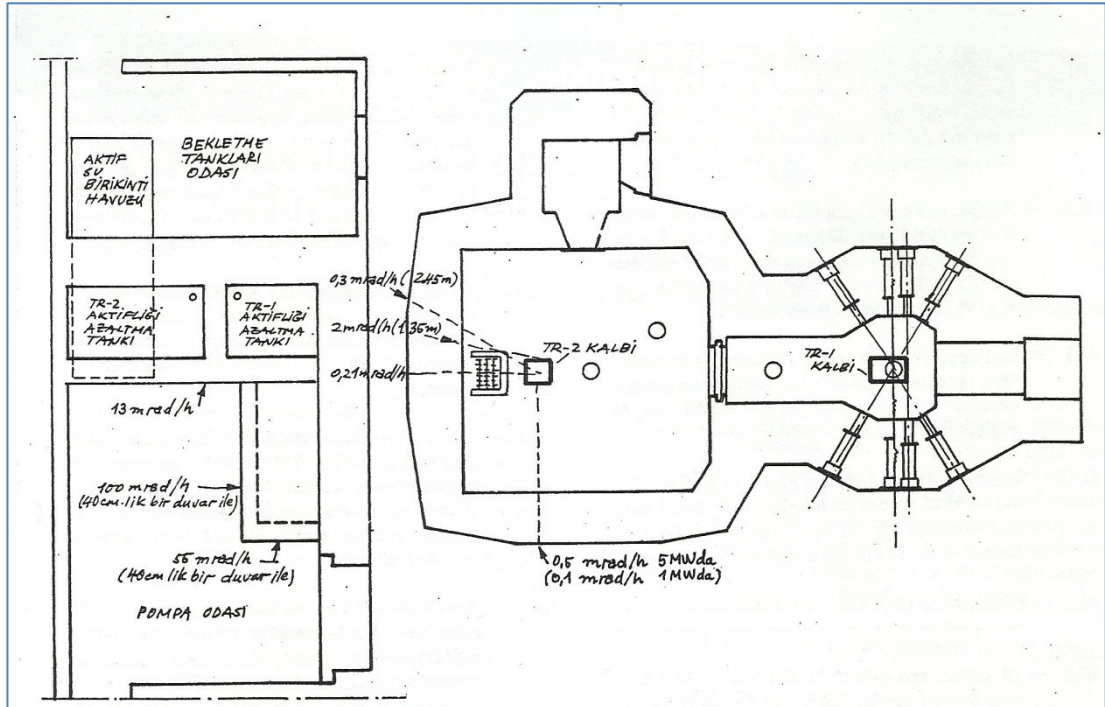 AKTİF
SU
BİRİKİNTİ
HAVUZU
BEKLETME
TANKLARI
ODASI
TR-2
AKTİFLİĞİ
AZALTMA
TANKI
TR-1
AKTİFLİĞİ
AZALTMA
TANKI
13 mrad/h
100 mrad/h
(40cm.lik bir duvar ile)
55 mrad/h
(40cm lik bir duvar ile)
POMPA ODASI
0,3 mrad/h (245m)
2 mrad/h (1.35m)
0,21 mrad/h
TR-2 KALBİ
0,5 mrad/h 5MWda
(0,1 mrad/h 1MWda)
TR-1
KALBİ